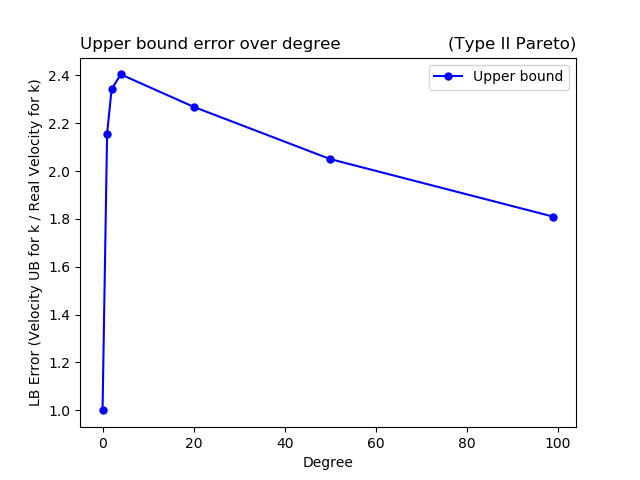 Upper bound error over degree (Type II Pareto)
Upper bound
LB Error (Velocity UB for k / Real Velocity for k)
2.4
2.2
2.0
1.8
1.6
1.4
1.2
1.0
0 20 40 60 80 100
Degree